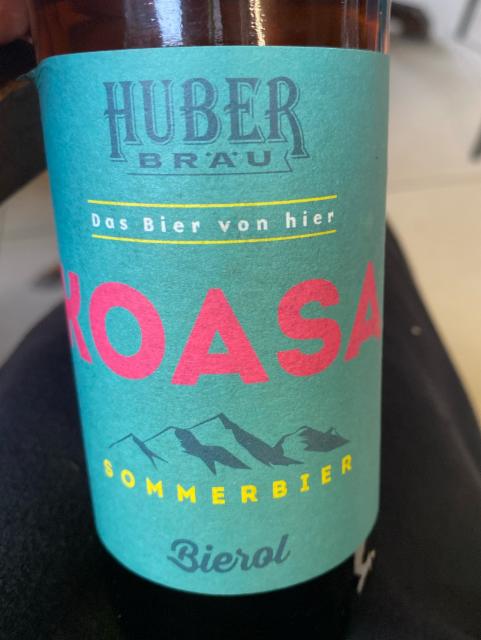 HUBER
BRÄU
Das Bier von hier
KOASA
SOMMERBIER
Bierol